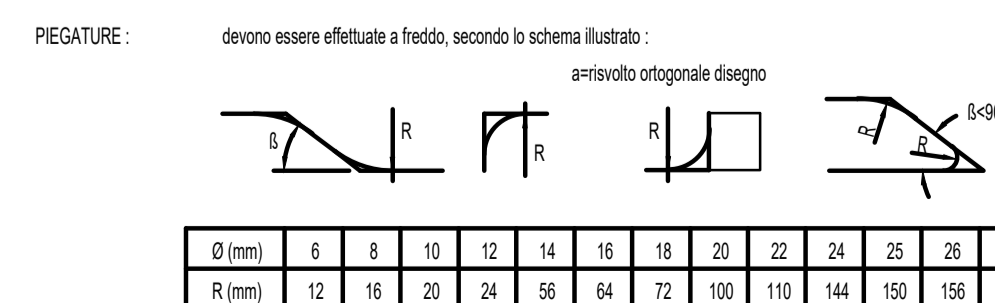 PIEGATURE : devono essere effettuate a freddo, secondo lo schema illustrato :
a=risvolto ortogonale disegno
ß R R R R R ß<90
Ø (mm) 6 8 10 12 14 16 18 20 22 24 25 26
R (mm) 12 16 20 24 56 64 72 100 110 144 150 156